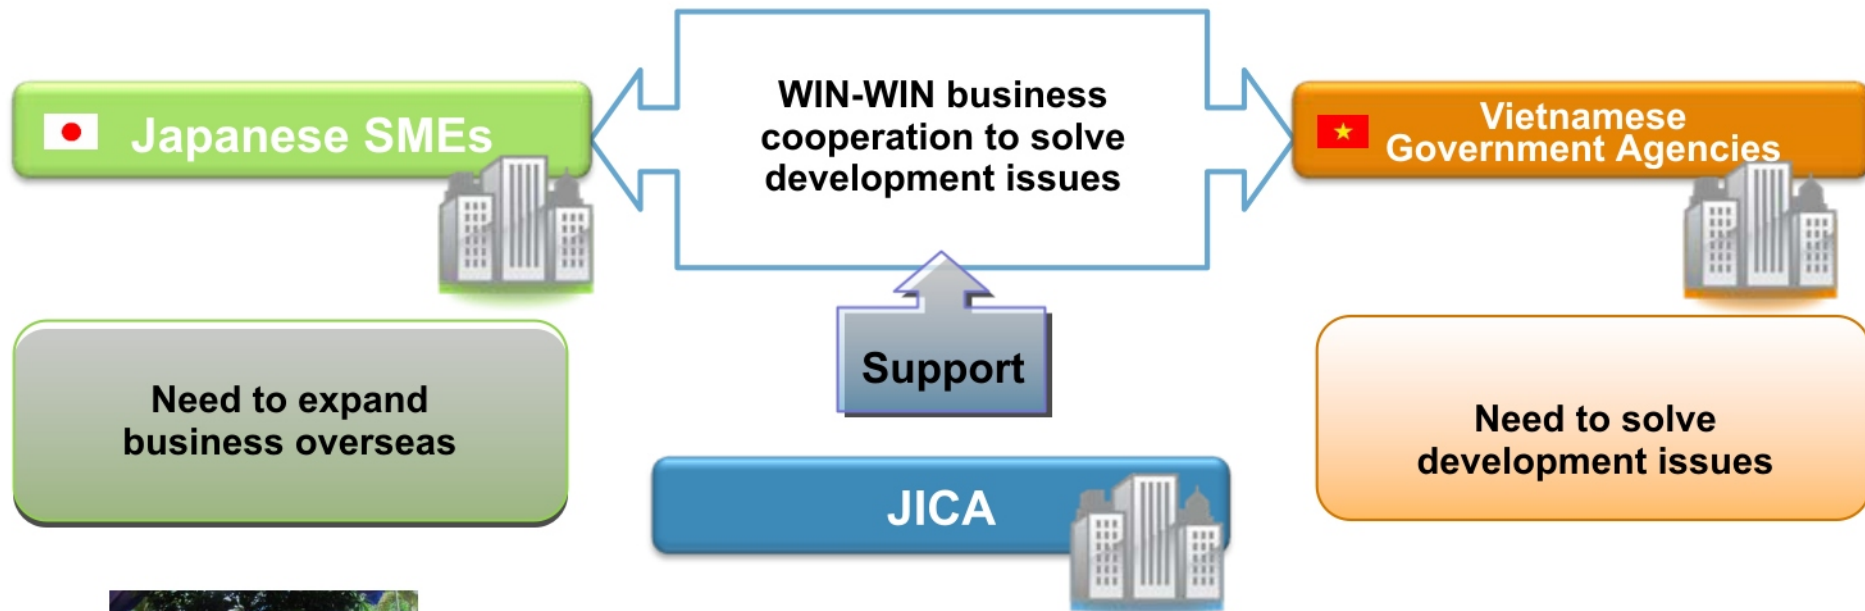 Japanese SMEs
WIN-WIN business
cooperation to solve
development issues
Vietnamese
Government Agencies
Need to expand
business overseas
Support
JICA
Need to solve
development issues